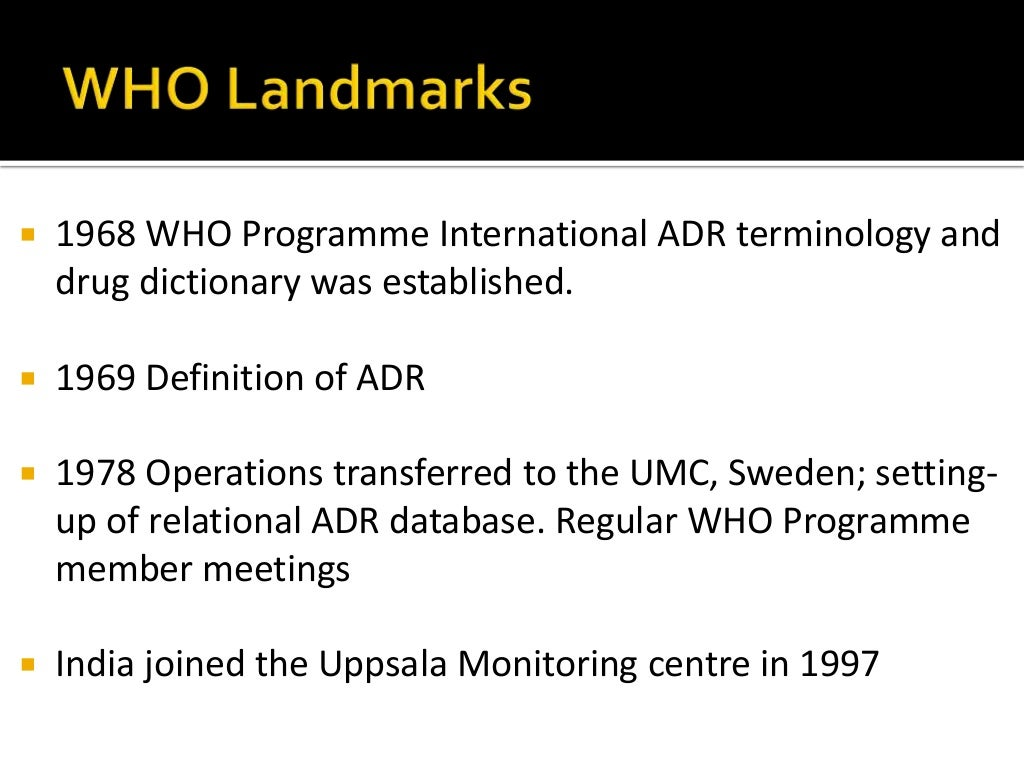 WHO Landmarks
1968 WHO Programme International ADR terminology and
drug dictionary was established.
1969 Definition of ADR
1978 Operations transferred to the UMC, Sweden; setting-
up of relational ADR database. Regular WHO Programme
member meetings
India joined the Uppsala Monitoring centre in 1997